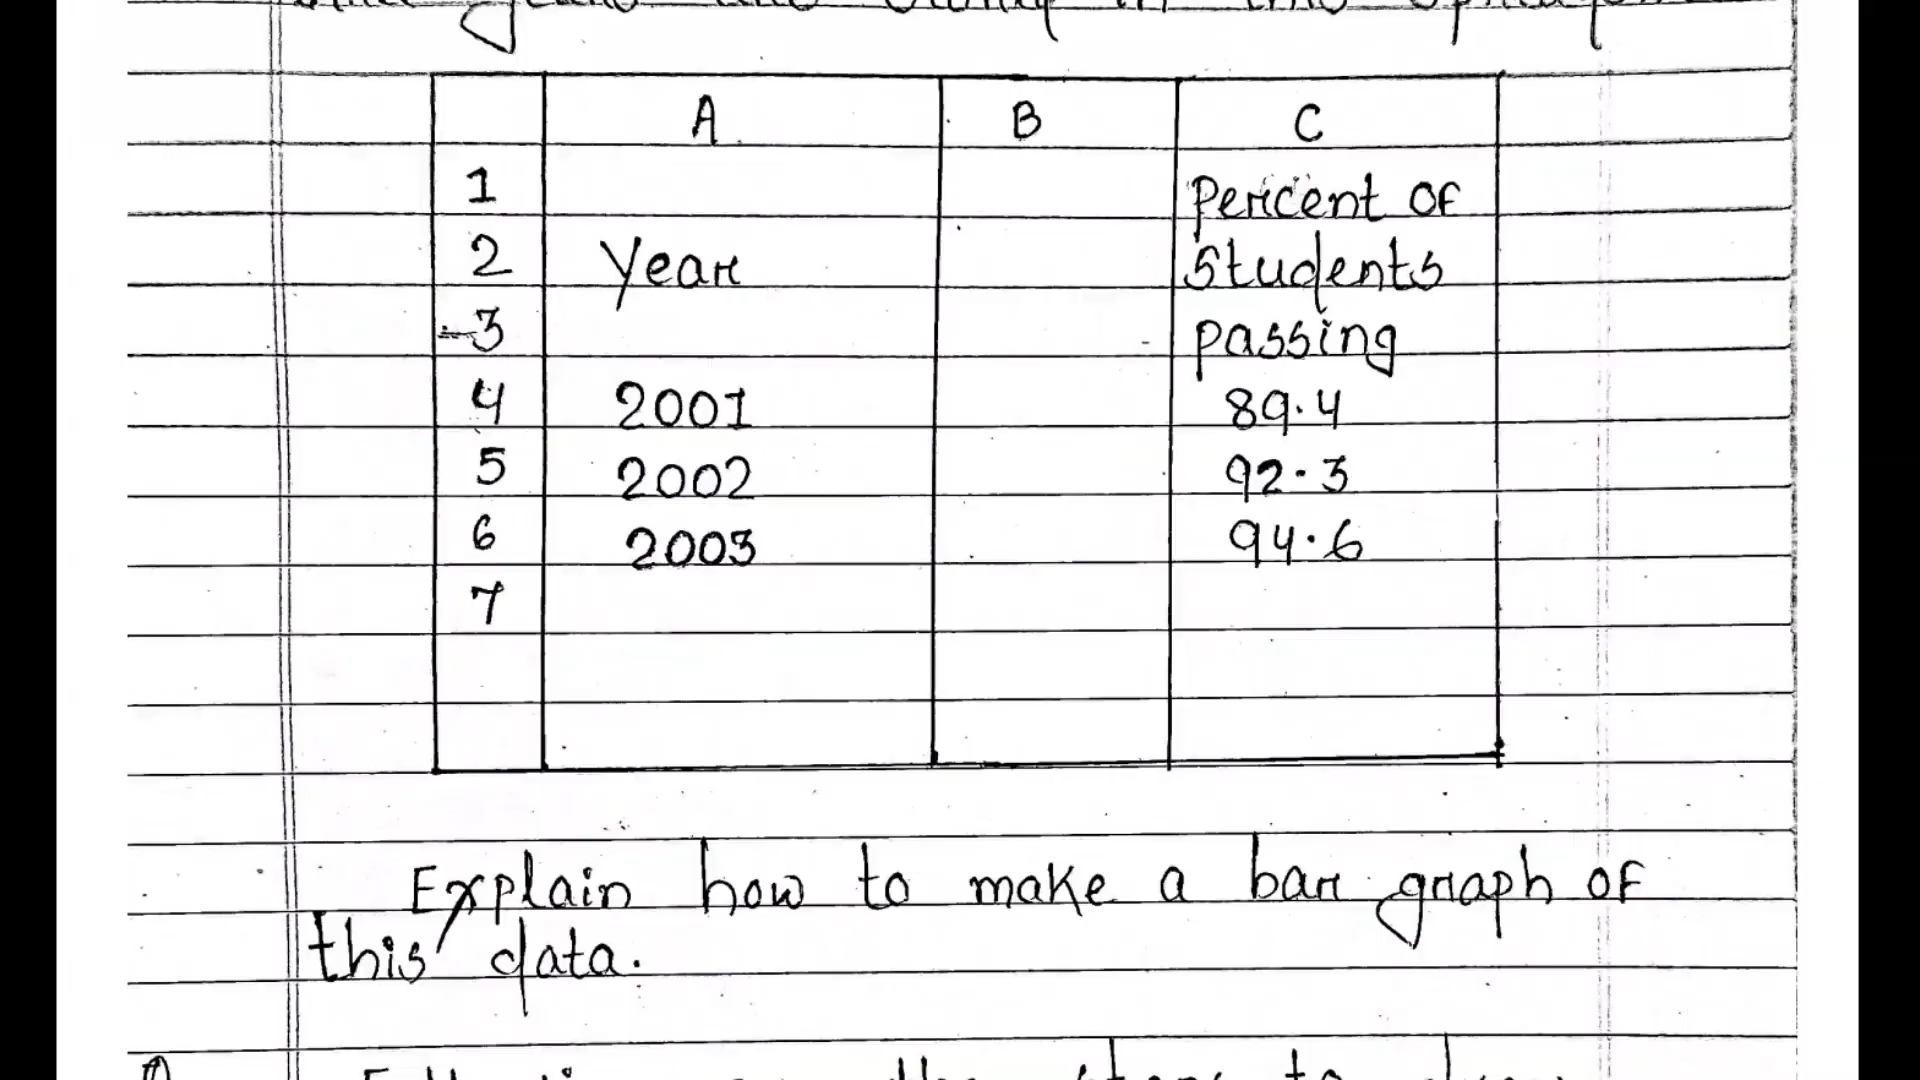 A B C
1 Percent of
2 Year Students
3 passing
4 2001 89.4
5 2002 92.3
6 2003 94.6
7
Explain how to make a bar graph of
this data.